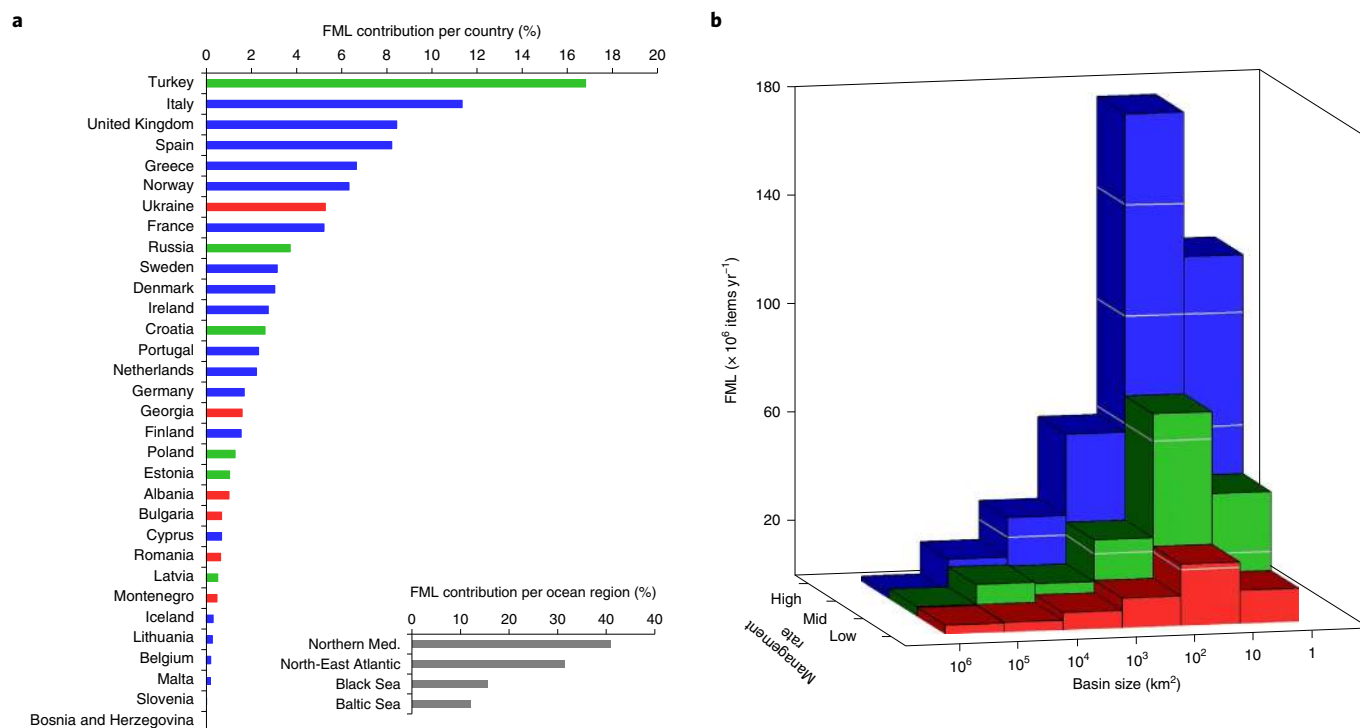 a
FML contribution per country (%)
0 2 4 6 8 10 12 14 16 18 20
Turkey
Italy
United Kingdom
Spain
Greece
Norway
Ukraine
France
Russia
Sweden
Denmark
Ireland
Croatia
Portugal
Netherlands
Germany
Georgia
Finland
Poland
Estonia
Albania
Bulgaria
Cyprus
Romania
Latvia
Montenegro
Iceland
Lithuania
Belgium
Malta
Slovenia
Bosnia and Herzegovina
FML contribution per ocean region (%)
0 10 20 30 40 40
Northern Med.
North-East Atlantic
Black Sea
Baltic Sea
b
180
140
100
60
20
FML (× 10⁶ items yr⁻¹)
High
Mid
Low
Management
rate
10⁶ 10⁵ 10⁴ 10³ 10² 10 1
Basin size (km²)